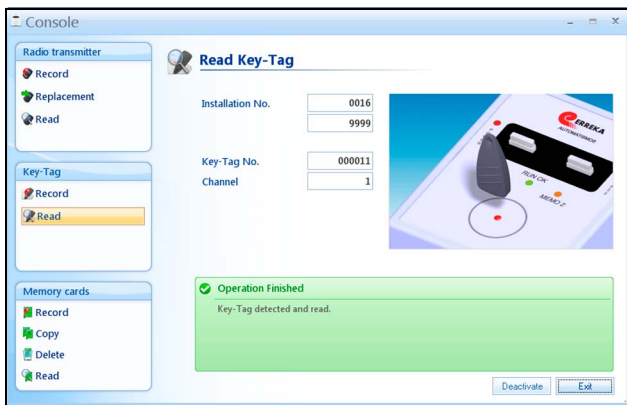 Console
Radio transmitter
Record
Replacement
Read
Key-Tag
Record
Read
Memory cards
Record
Copy
Delete
Read
Read Key-Tag
Installation No. 0016
9999
Key-Tag No. 000011
Channel 1
ERREKA
AUTOMATISMOS
RUN OK
MEMO 2
Operation Finished
Key-Tag detected and read.
Deactivate Exit